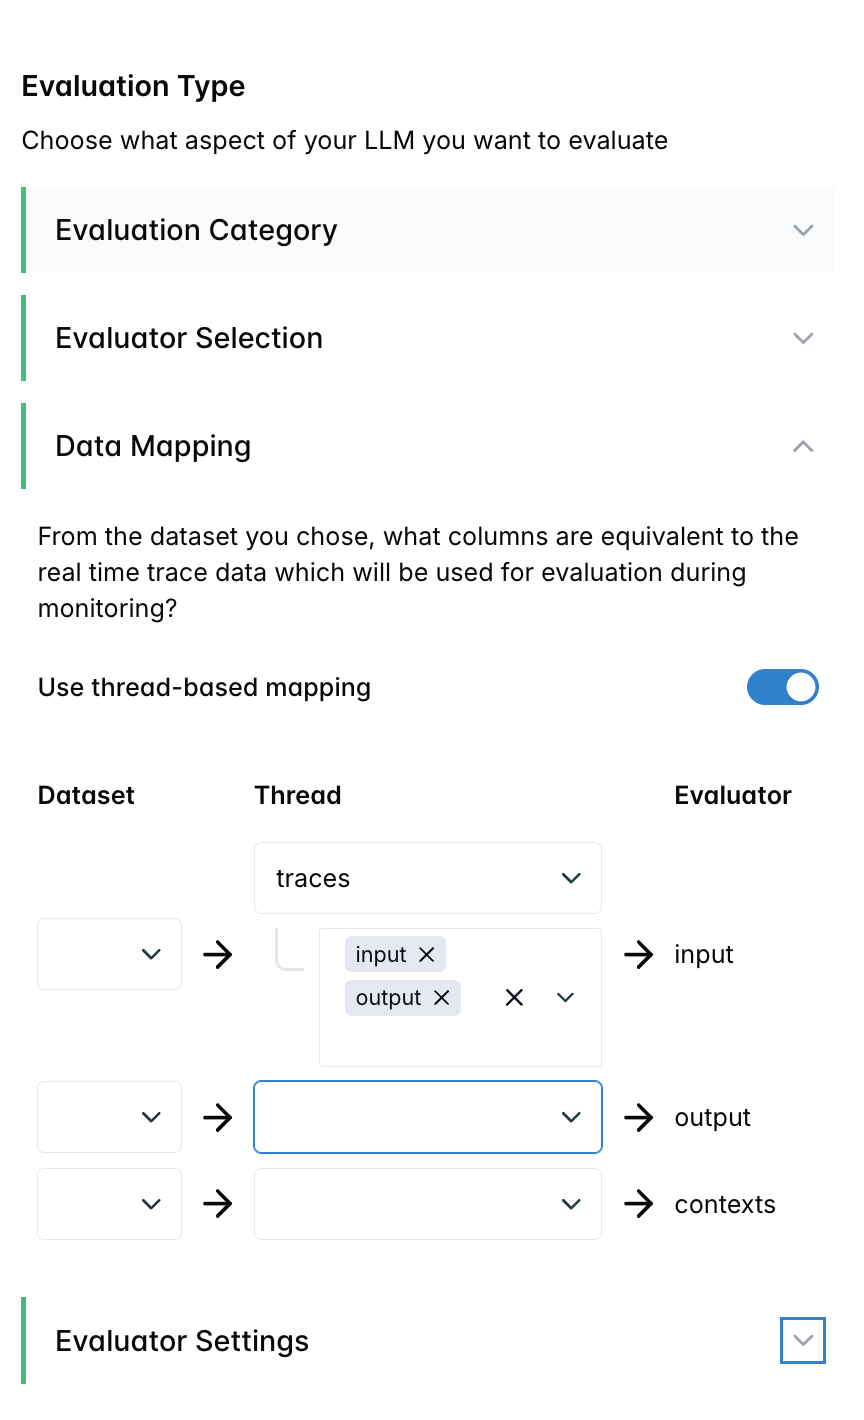 Evaluation Type
Choose what aspect of your LLM you want to evaluate
Evaluation Category
Evaluator Selection
Data Mapping
From the dataset you chose, what columns are equivalent to the
real time trace data which will be used for evaluation during
monitoring?
Use thread-based mapping
Dataset Thread Evaluator
traces
input input
output
output
contexts
Evaluator Settings